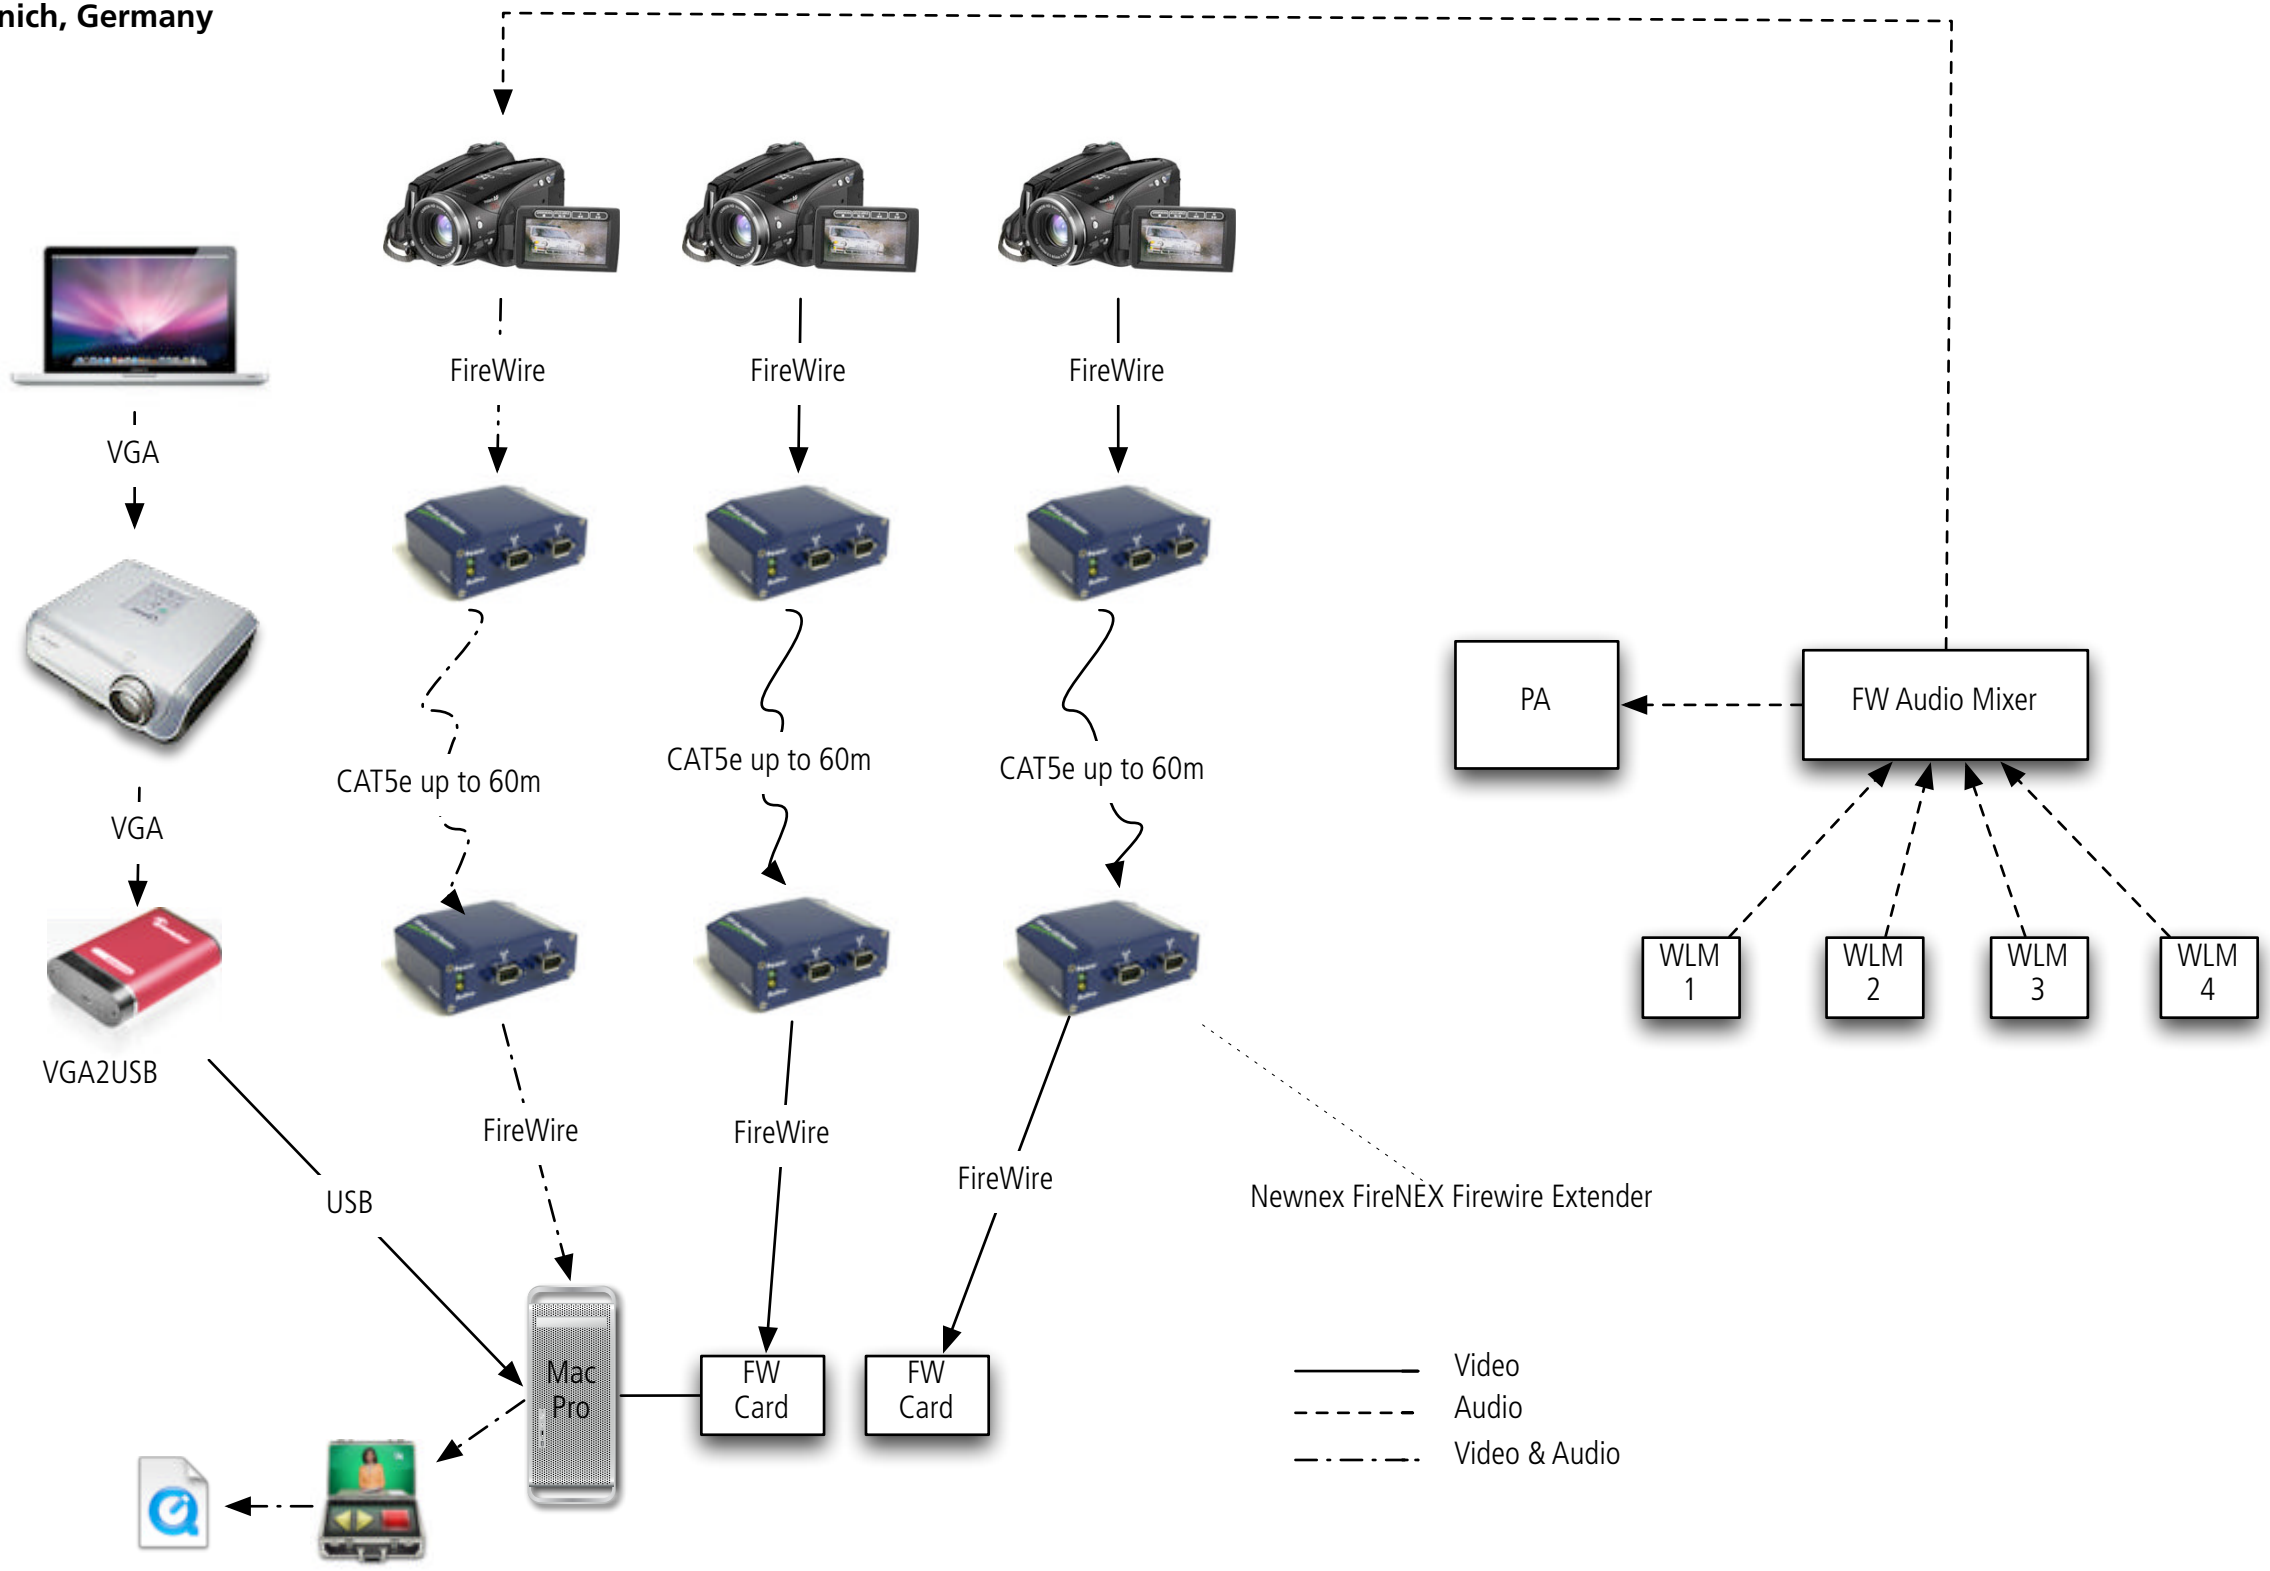 nich, Germany
FireWire
FireWire
FireWire
VGA
PA
FW Audio Mixer
CAT5e up to 60m
CAT5e up to 60m
CAT5e up to 60m
VGA
WLM
1
WLM
2
WLM
3
WLM
4
VGA2USB
FireWire
FireWire
FireWire
USB
Newnex FireNEX Firewire Extender
Mac
Pro
FW
Card
FW
Card
Video
Audio
Video & Audio